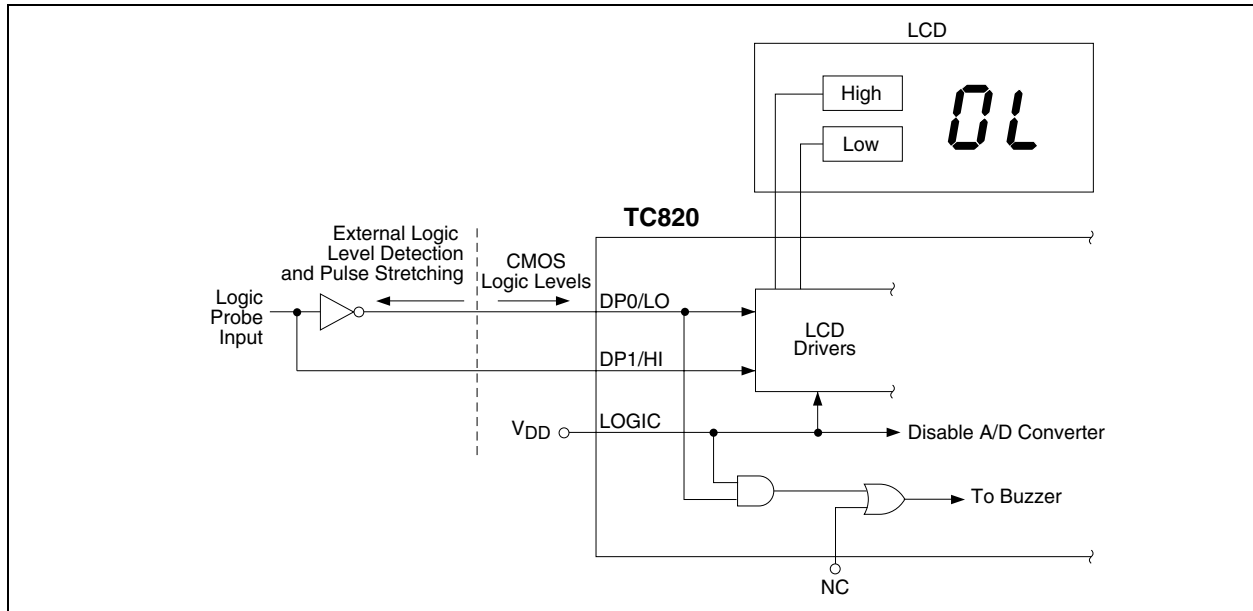 LCD
High
Low
OL
TC820
External Logic
Level Detection
and Pulse Stretching
CMOS
Logic Levels
Logic
Probe
Input
DP0/LO
DP1/HI
LCD
Drivers
VDD
LOGIC
Disable A/D Converter
To Buzzer
NC